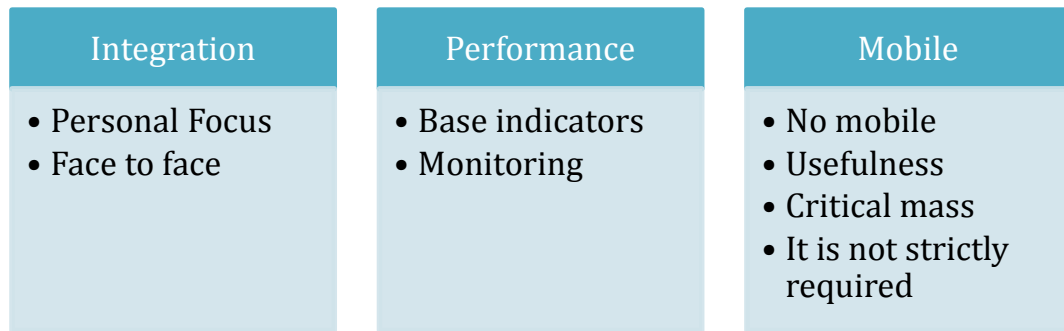 Integration
• Personal Focus
• Face to face
Performance
• Base indicators
• Monitoring
Mobile
• No mobile
• Usefulness
• Critical mass
• It is not strictly
required